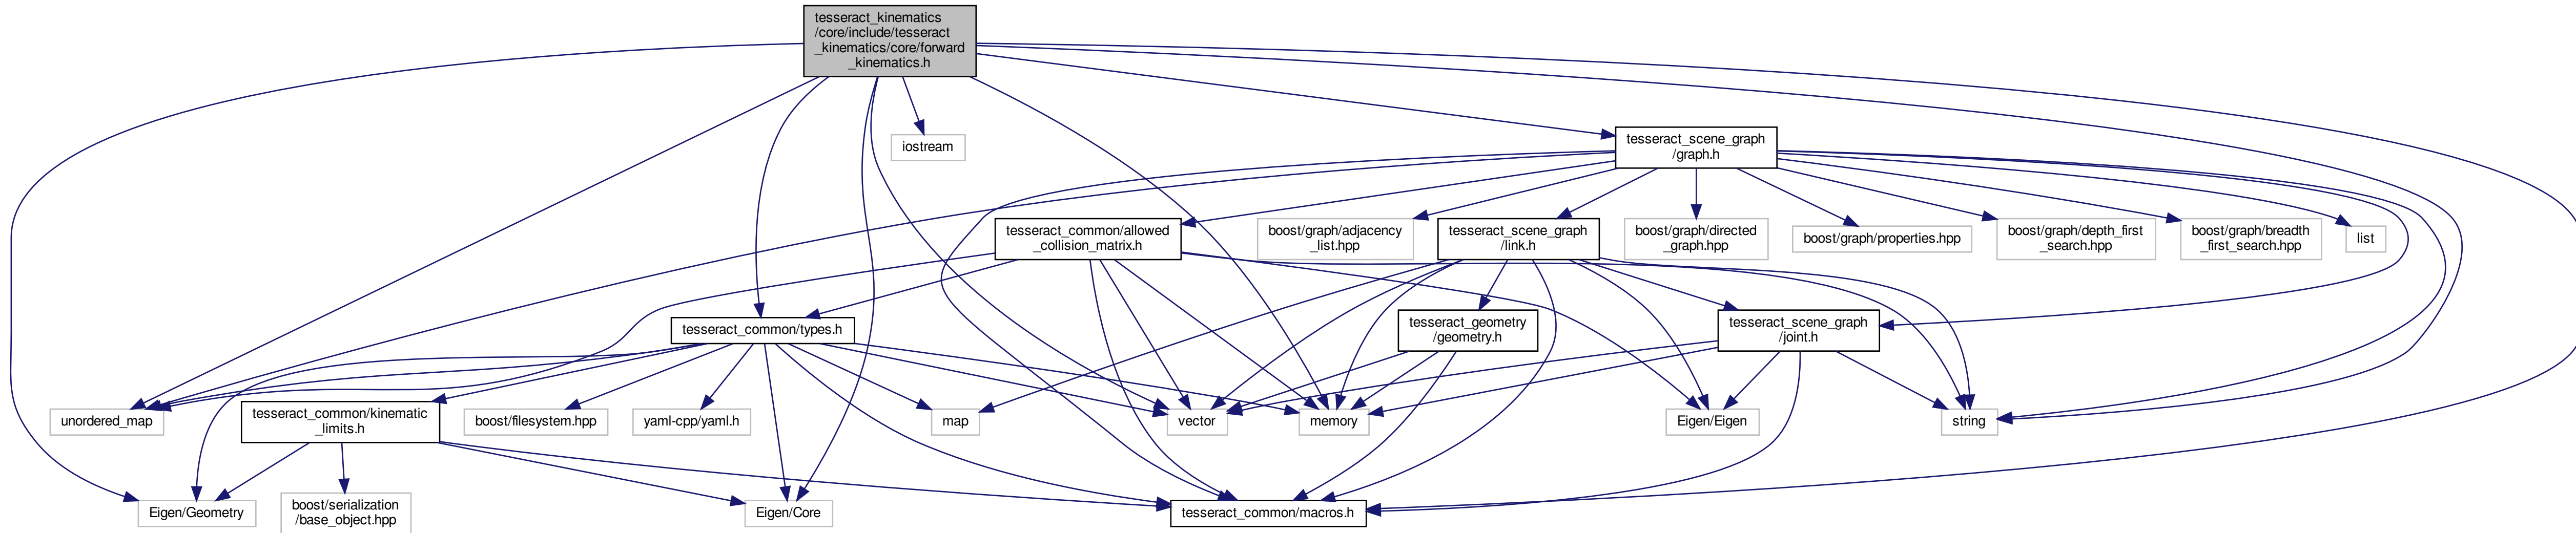 tesseract_kinematics
/core/include/tesseract
_kinematics/core/forward
_kinematics.h
iostream
tesseract_scene_graph
/graph.h
tesseract_common/allowed
_collision_matrix.h
boost/graph/adjacency
_list.hpp
tesseract_scene_graph
/link.h
boost/graph/directed
_graph.hpp
boost/graph/properties.hpp
boost/graph/depth_first
_search.hpp
boost/graph/breadth
_first_search.hpp
list
tesseract_common/types.h
tesseract_geometry
/geometry.h
tesseract_scene_graph
/joint.h
unordered_map
tesseract_common/kinematic
_limits.h
boost/filesystem.hpp
yaml-cpp/yaml.h
map
vector
memory
Eigen/Eigen
string
Eigen/Geometry
boost/serialization
/base_object.hpp
Eigen/Core
tesseract_common/macros.h